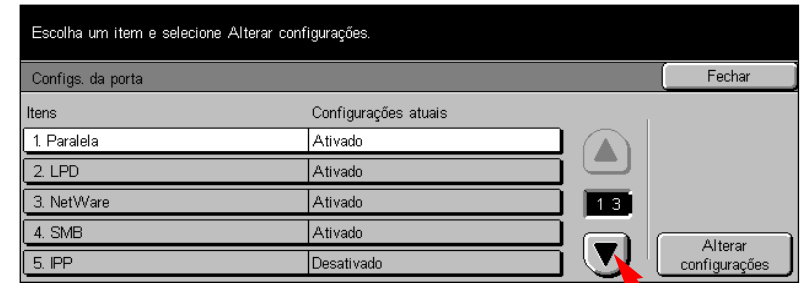 Escolha um item e selecione Alterar configurações.
Configs. da porta
Fechar
Itens
Configurações atuais
1. Paralela
Ativado
2. LPD
Ativado
3. NetWare
Ativado
1 3
4. SMB
Ativado
5. IPP
Desativado
Alterar
configurações